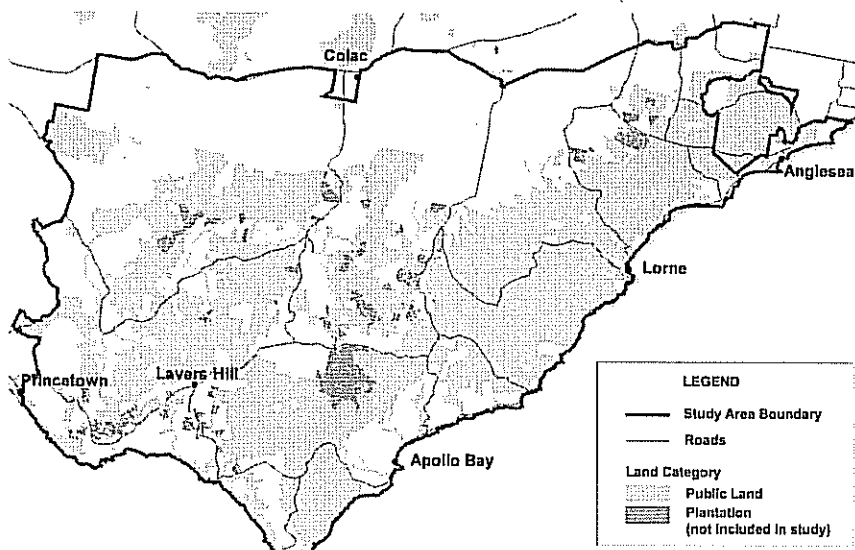 Colac
Anglesea
Lorne
Princetown
Lavers Hill
Apollo Bay
LEGEND
Study Area Boundary
Roads
Land Category
Public Land
Plantation
(not included in study)